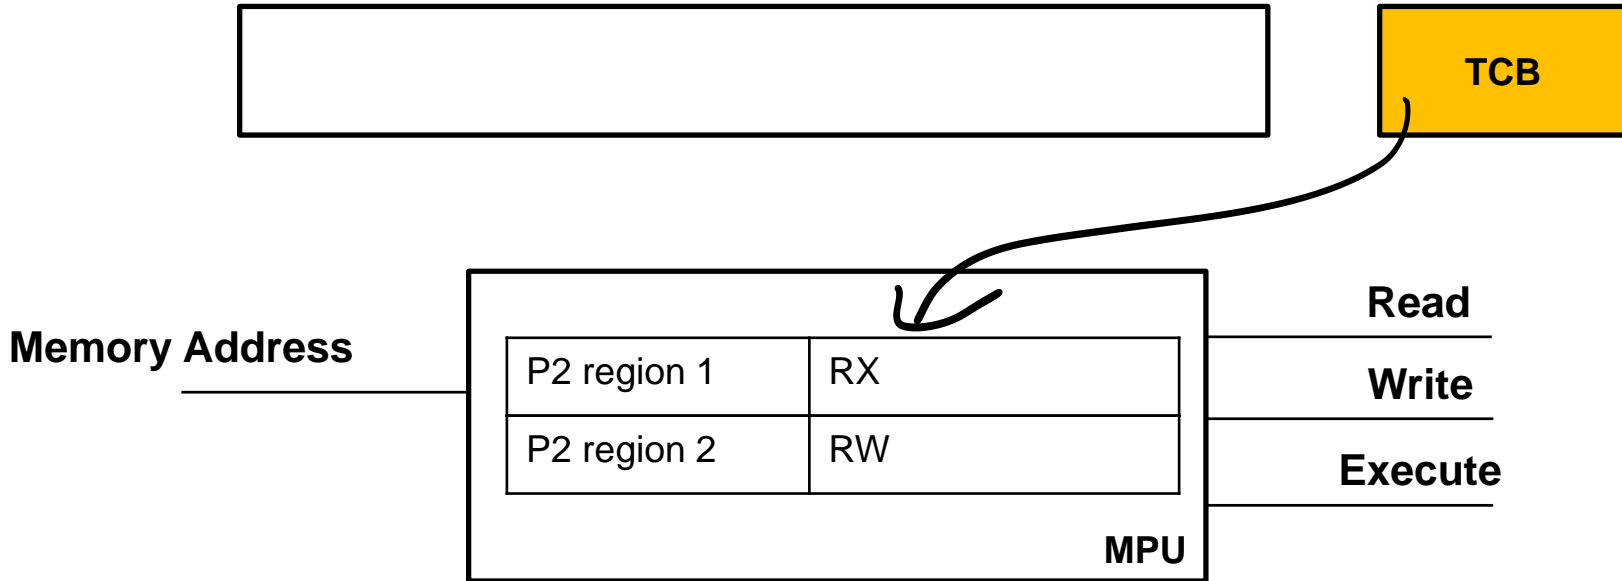 TCB
Memory Address
P2 region 1 RX
P2 region 2 RW
MPU
Read
Write
Execute